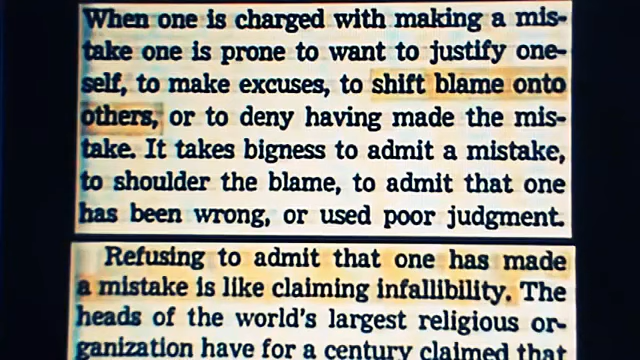 When one is charged with making a mis-
take one is prone to want to justify one-
self, to make excuses, to shift blame onto
others, or to deny having made the mis-
take. It takes bigness to admit a mistake,
to shoulder the blame, to admit that one
has been wrong, or used poor judgment.
Refusing to admit that one has made
a mistake is like claiming infallibility. The
heads of the world's largest religious or-
ganization have for a century claimed that